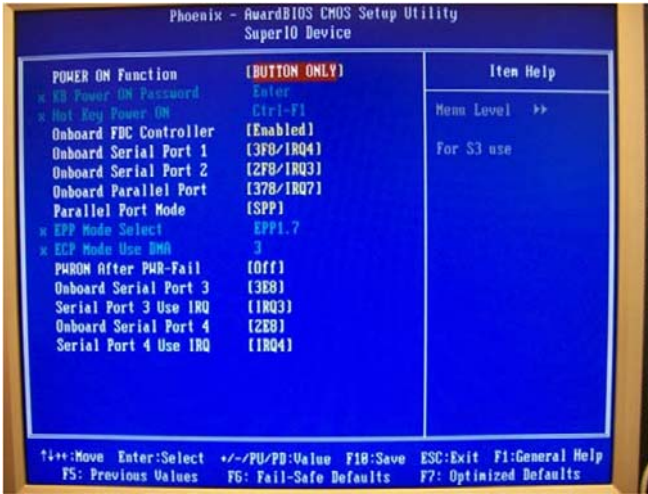 Phoenix - AwardBIOS CMOS Setup Utility
SuperIO Device
POWER ON Function [BUTTON ONLY]
x KB Power ON Password Enter
x Hot Key Power ON Ctrl-F1
Onboard FDC Controller [Enabled]
Onboard Serial Port 1 [3F8/IRQ4]
Onboard Serial Port 2 [2F8/IRQ3]
Onboard Parallel Port [378/IRQ7]
Parallel Port Mode [SPP]
x EPP Mode Select EPP1.7
x ECP Mode Use DMA 3
PWRON After PWR-Fail [Off]
Onboard Serial Port 3 [3E8]
Serial Port 3 Use IRQ [IRQ3]
Onboard Serial Port 4 [2E8]
Serial Port 4 Use IRQ [IRQ4]
Item Help
Menu Level ▸▸
For S3 use
↑↓→←:Move Enter:Select +/-/PU/PD:Value F10:Save ESC:Exit F1:General Help
F5: Previous Values F6: Fail-Safe Defaults F7: Optimized Defaults